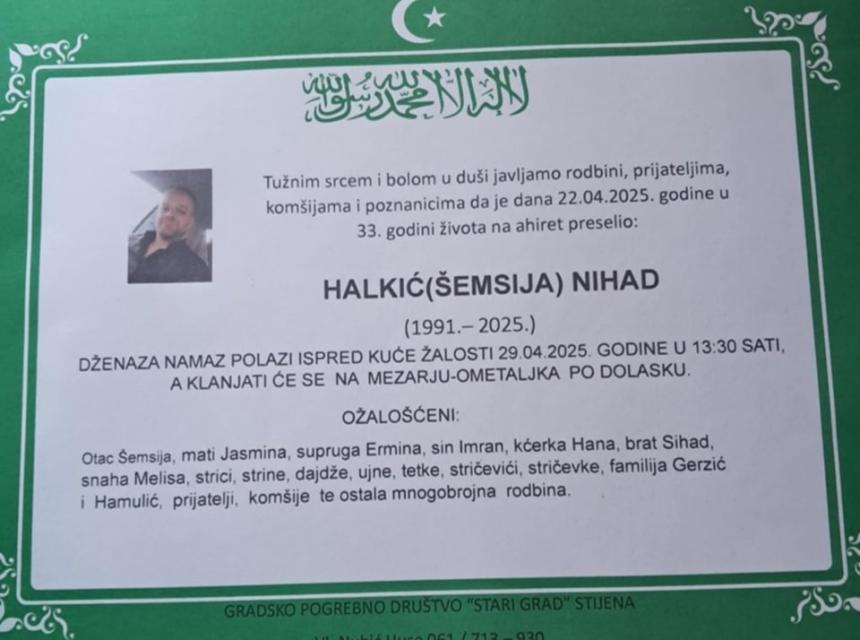 لا إله إلا الله محمد رسول الله
Tužnim srcem i bolom u duši javljamo rodbini, prijateljima,
komšijama i poznanicima da je dana 22.04.2025. godine u
33. godini života na ahiret preselio:
HALKIĆ(ŠEMSIJA) NIHAD
(1991.– 2025.)
DŽENAZA NAMAZ POLAZI ISPRED KUĆE ŽALOSTI 29.04.2025. GODINE U 13:30 SATI,
A KLANJATI ĆE SE NA MEZARJU-OMETALJKA PO DOLASKU.
OŽALOŠĆENI:
Otac Šemsija, mati Jasmina, supruga Ermina, sin Imran, kćerka Hana, brat Sihad,
snaha Melisa, strici, strine, dajdže, ujne, tetke, stričevići, stričevke, familija Gerzić
i Hamulić, prijatelji, komšije te ostala mnogobrojna rodbina.
GRADSKO POGREBNO DRUŠTVO "STARI GRAD" STIJENA
061 / 713 – 930